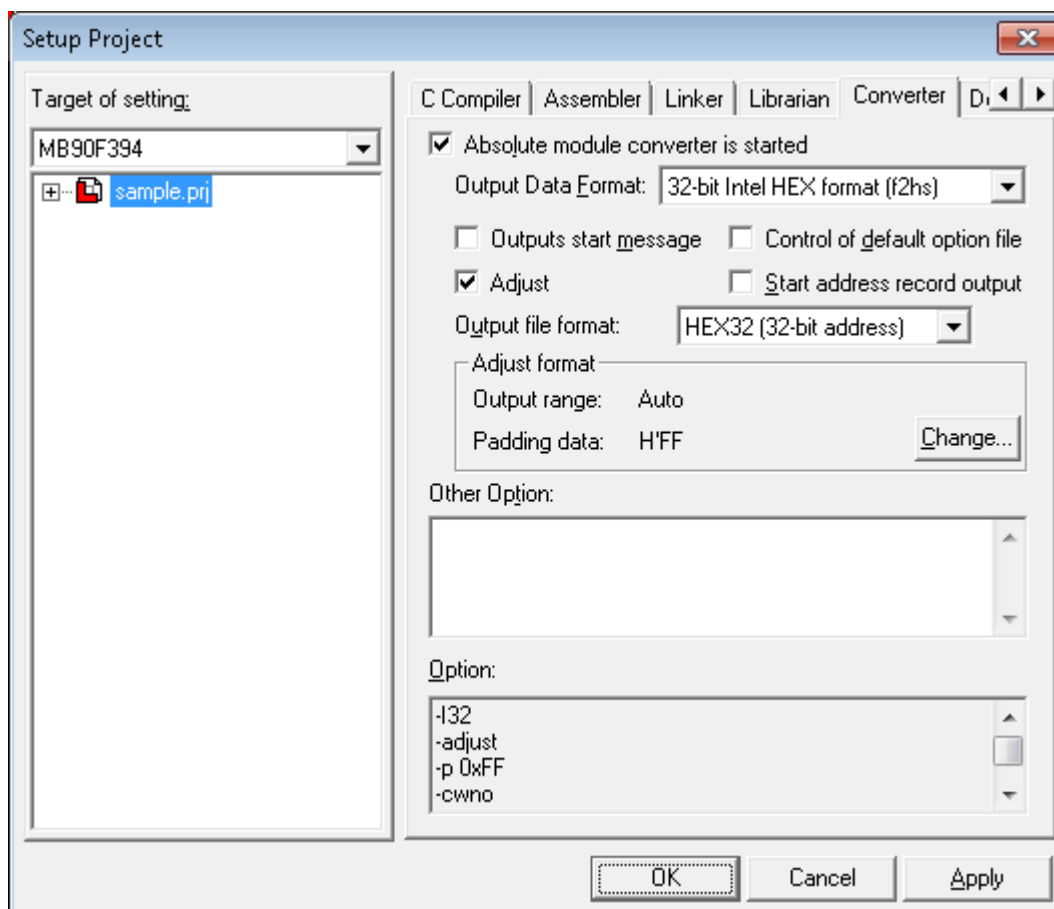 Setup Project
Target of setting:
MB90F394
sample.prj
C Compiler Assembler Linker Librarian Converter
Absolute module converter is started
Output Data Format: 32-bit Intel HEX format (f2hs)
Outputs start message Control of default option file
Adjust Start address record output
Output file format: HEX32 (32-bit address)
Adjust format
Output range: Auto
Padding data: H'FF Change...
Other Option:
Option:
-I32
-adjust
-p 0xFF
-cwno
OK Cancel Apply